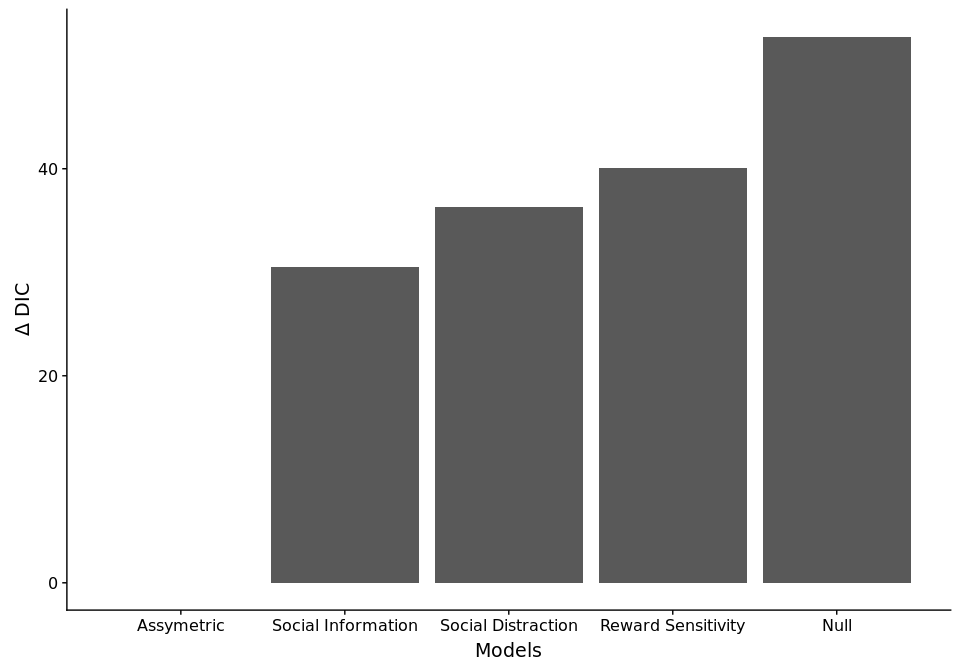 Δ DIC
40
20
0
Assymetric Social Information Social Distraction Reward Sensitivity Null
Models